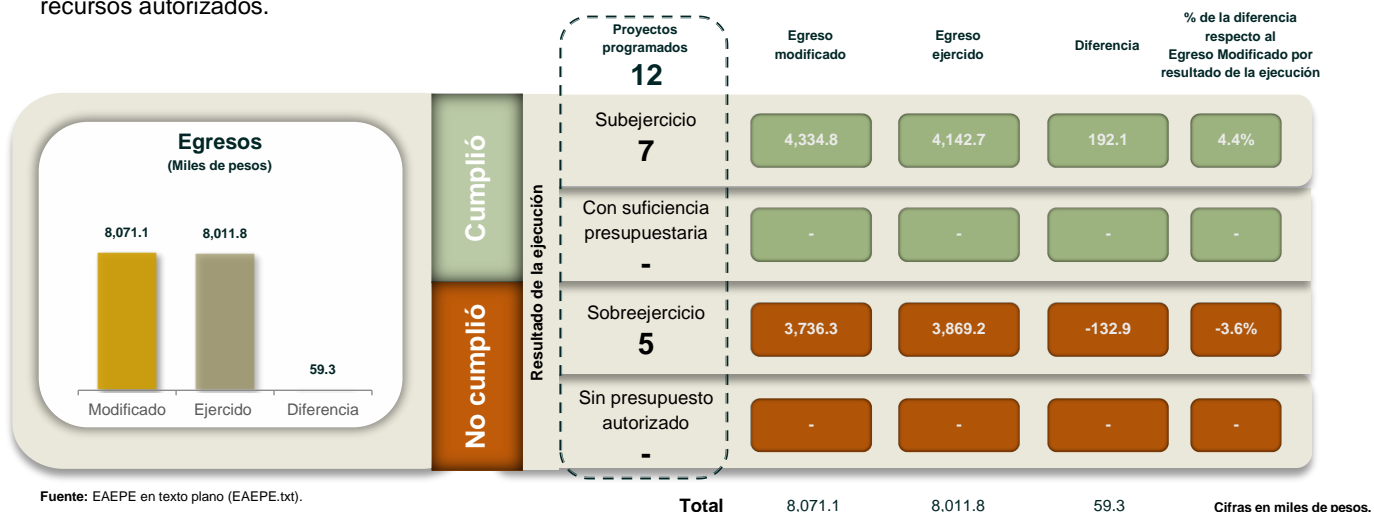 recursos autorizados.
Proyectos
programados
12
Egreso
modificado
Egreso
ejercido
Diferencia
% de la diferencia
respecto al
Egreso Modificado por
resultado de la ejecución
Egresos
(Miles de pesos)
8,071.1
8,011.8
59.3
Modificado
Ejercido
Diferencia
Cumplió
No cumplió
Resultado de la ejecución
Subejercicio
7
4,334.8
4,142.7
192.1
4.4%
Con suficiencia
presupuestaria
-
-
-
-
-
Sobreejercicio
5
3,736.3
3,869.2
-132.9
-3.6%
Sin presupuesto
autorizado
-
-
-
-
-
Fuente: EAEPE en texto plano (EAEPE.txt).
Total
8,071.1
8,011.8
59.3
Cifras en miles de pesos.